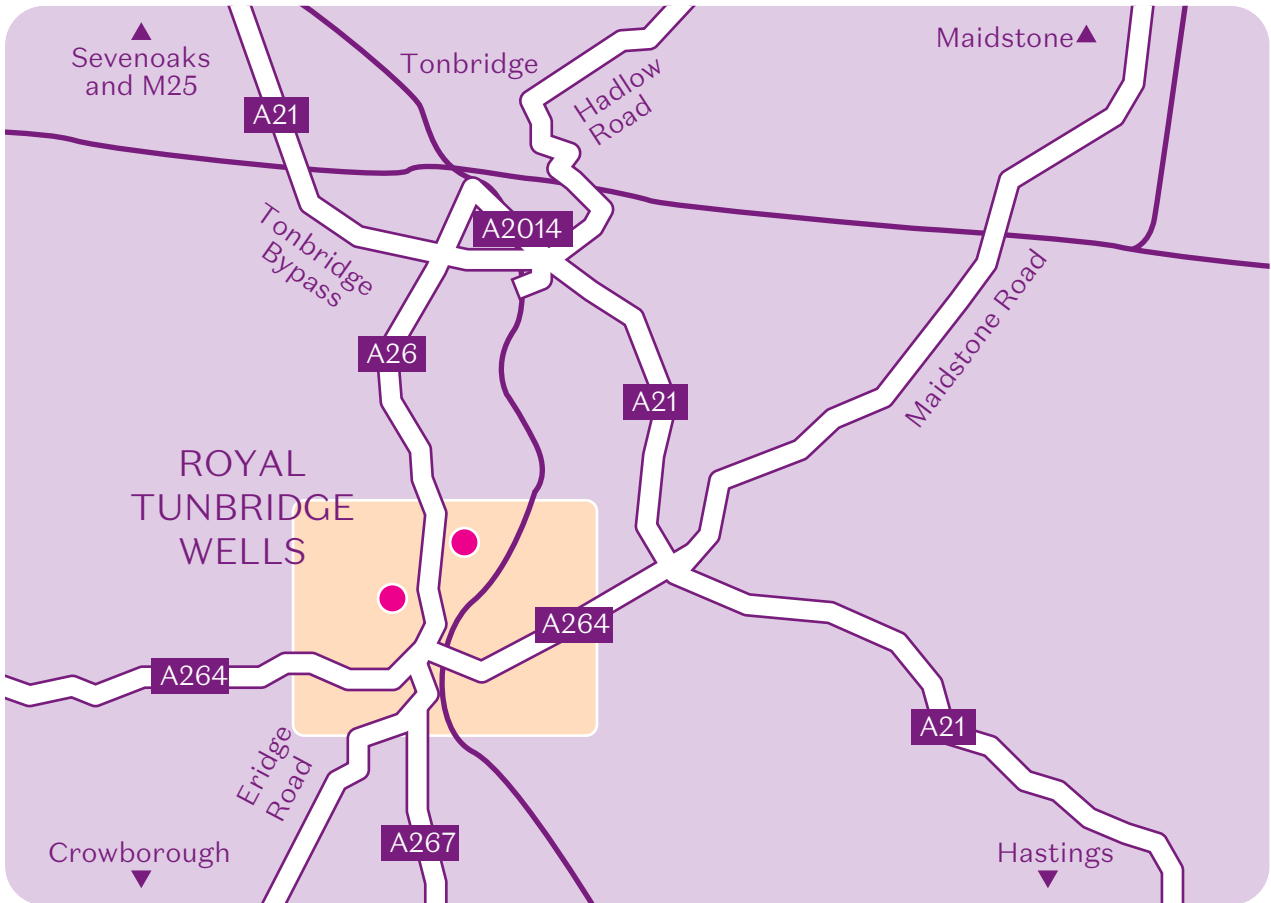 Sevenoaks
and M25
Tonbridge
Maidstone
Hadlow
Road
A21
A2014
Tonbridge
Bypass
A26
A21
Maidstone Road
ROYAL
TUNBRIDGE
WELLS
A264
A264
A21
Eridge
Road
A267
Crowborough
Hastings